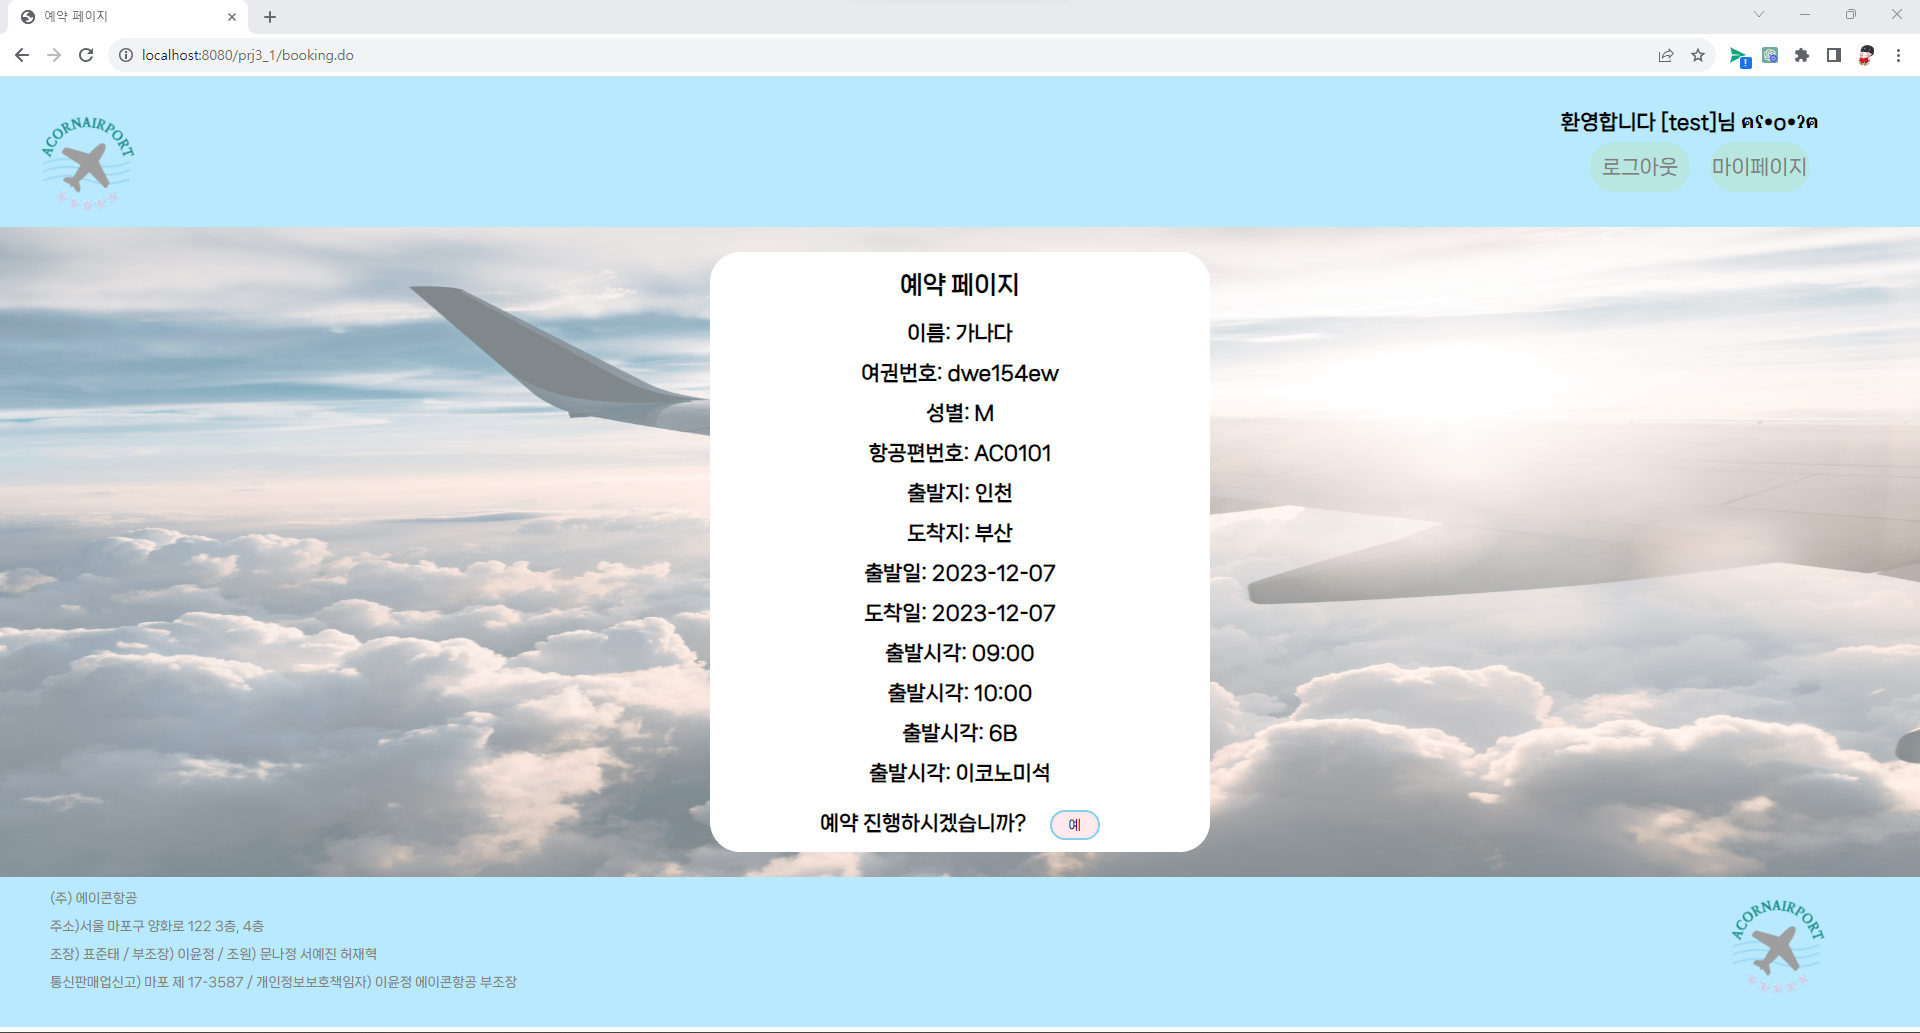 예약 페이지
localhost:8080/prj3_1/booking.do
ACORNAIRPORT
환영합니다 [test]님 ฅʕ•o•ʔฅ
로그아웃 마이페이지
예약 페이지
이름: 가나다
여권번호: dwe154ew
성별: M
항공편번호: AC0101
출발지: 인천
도착지: 부산
출발일: 2023-12-07
도착일: 2023-12-07
출발시각: 09:00
출발시각: 10:00
출발시각: 6B
출발시각: 이코노미석
예약 진행하시겠습니까? 예
(주) 에이콘항공
주소)서울 마포구 양화로 122 3층, 4층
조장) 표준태 / 부조장) 이윤정 / 조원) 문나정 서예진 허재혁
통신판매업신고) 마포 제 17-3587 / 개인정보보호책임자) 이윤정 에이콘항공 부조장
ACORNAIRPORT